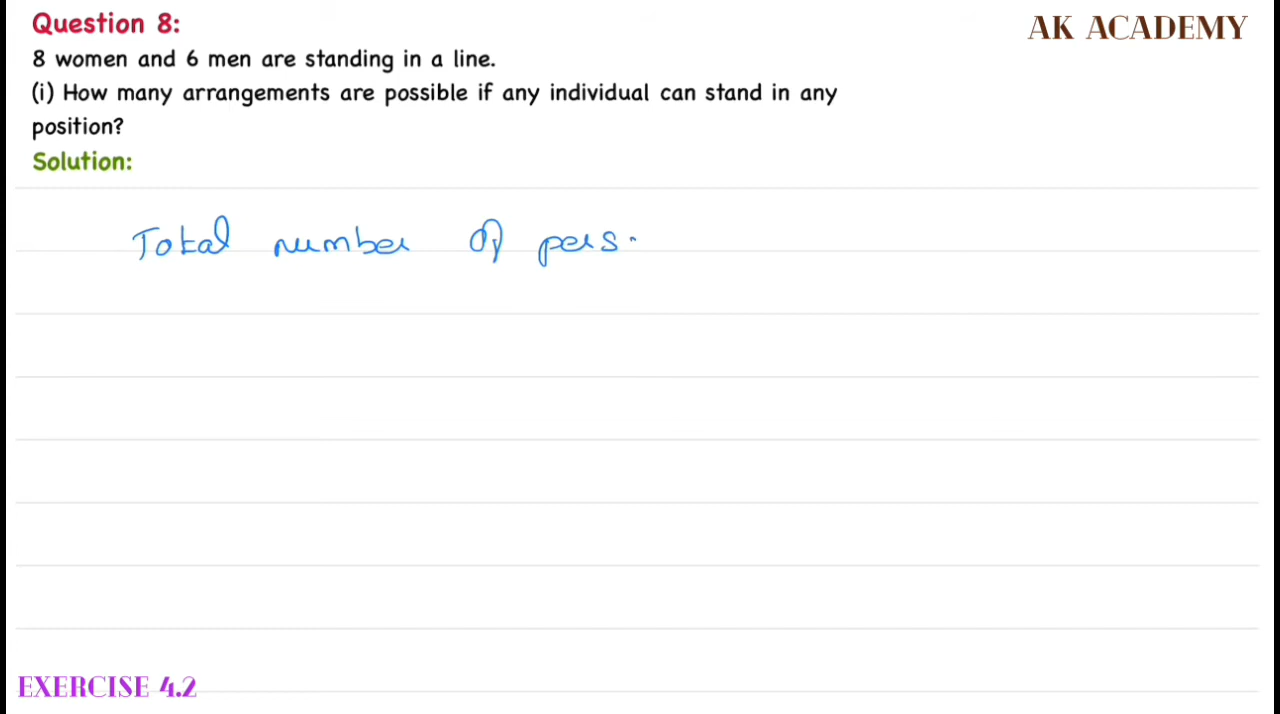 Question 8:
AK ACADEMY
8 women and 6 men are standing in a line.
(i) How many arrangements are possible if any individual can stand in any
position?
Solution:
Total number of pers
EXERCISE 4.2